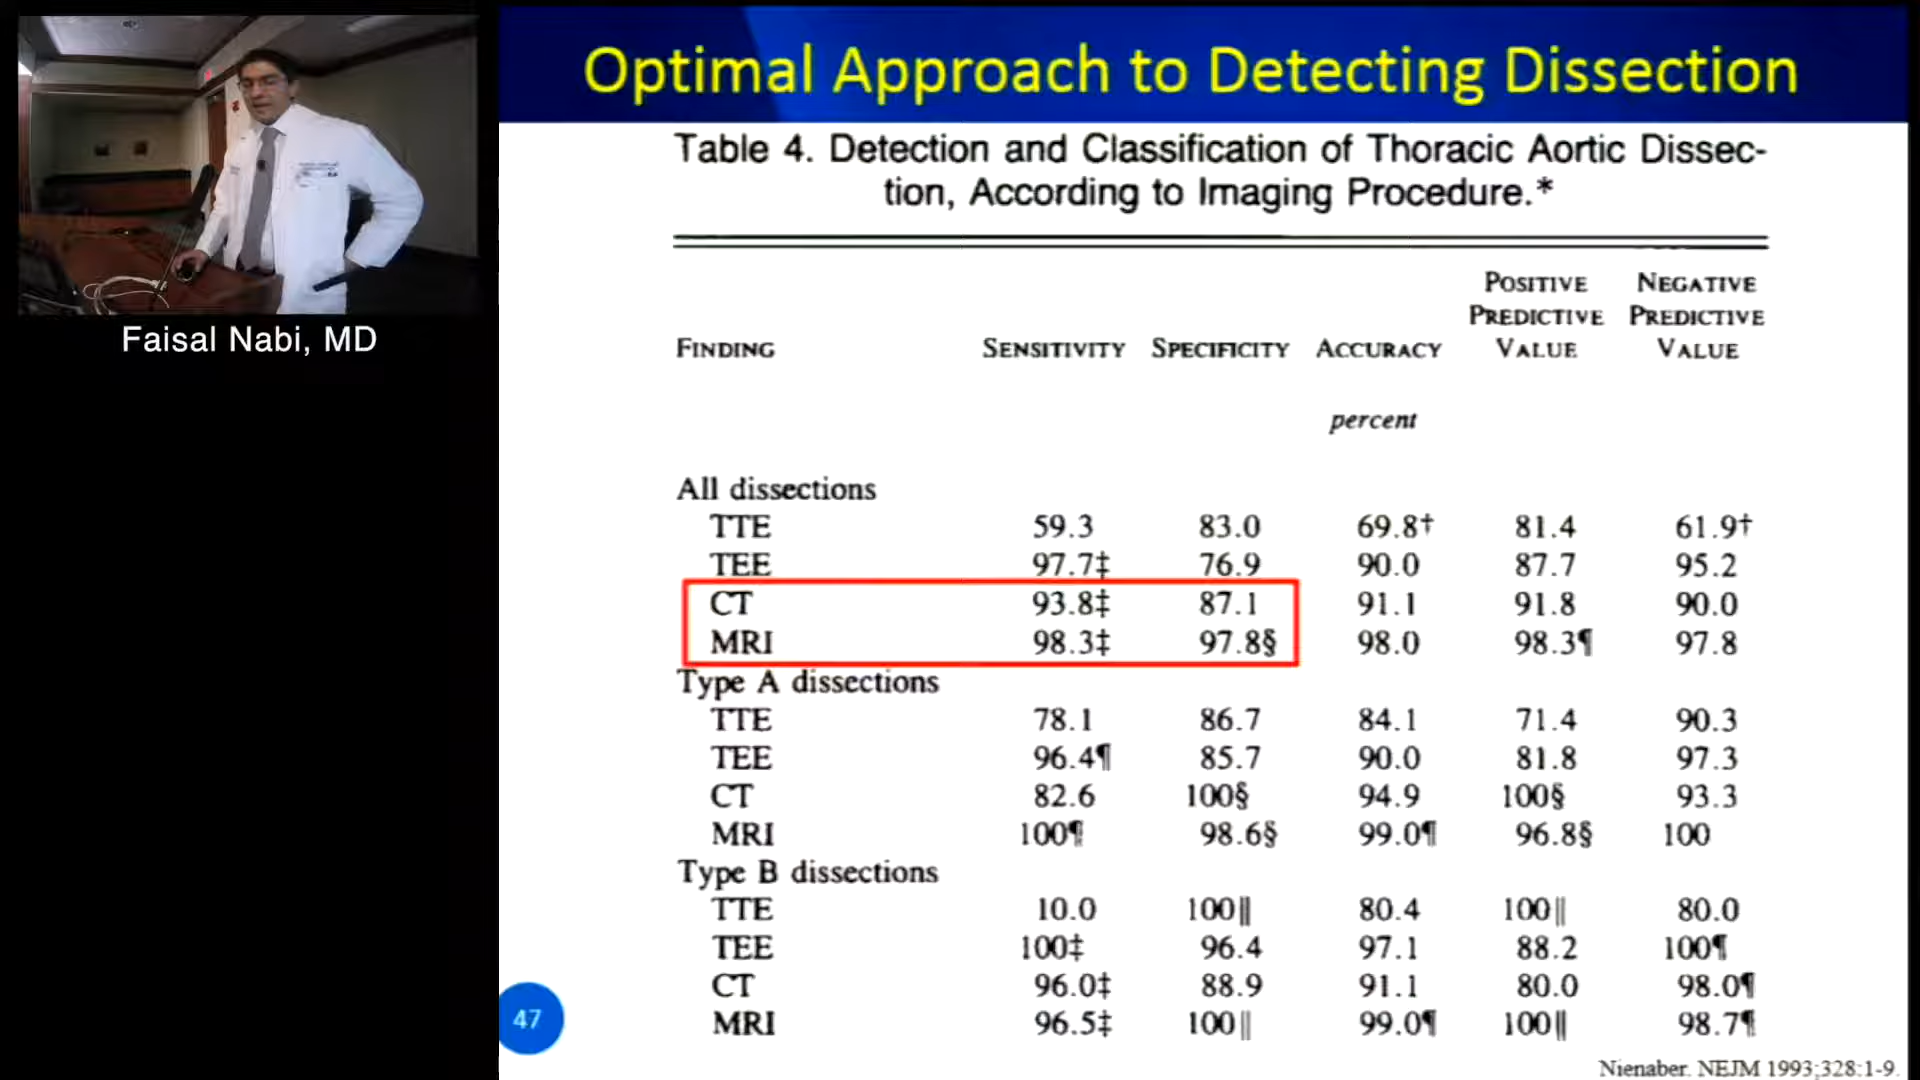 Optimal Approach to Detecting Dissection
Faisal Nabi, MD
Table 4. Detection and Classification of Thoracic Aortic Dissec-
tion, According to Imaging Procedure.*
FINDING SENSITIVITY SPECIFICITY ACCURACY POSITIVE PREDICTIVE VALUE NEGATIVE PREDICTIVE VALUE
percent
All dissections
TTE 59.3 83.0 69.8† 81.4 61.9†
TEE 97.7‡ 76.9 90.0 87.7 95.2
CT 93.8‡ 87.1 91.1 91.8 90.0
MRI 98.3‡ 97.8§ 98.0 98.3¶ 97.8
Type A dissections
TTE 78.1 86.7 84.1 71.4 90.3
TEE 96.4¶ 85.7 90.0 81.8 97.3
CT 82.6 100§ 94.9 100§ 93.3
MRI 100¶ 98.6§ 99.0¶ 96.8§ 100
Type B dissections
TTE 10.0 100‖ 80.4 100‖ 80.0
TEE 100‡ 96.4 97.1 88.2 100¶
CT 96.0‡ 88.9 91.1 80.0 98.0¶
MRI 96.5‡ 100‖ 99.0¶ 100‖ 98.7¶
47
Nienaber. NEJM 1993;328:1-9.